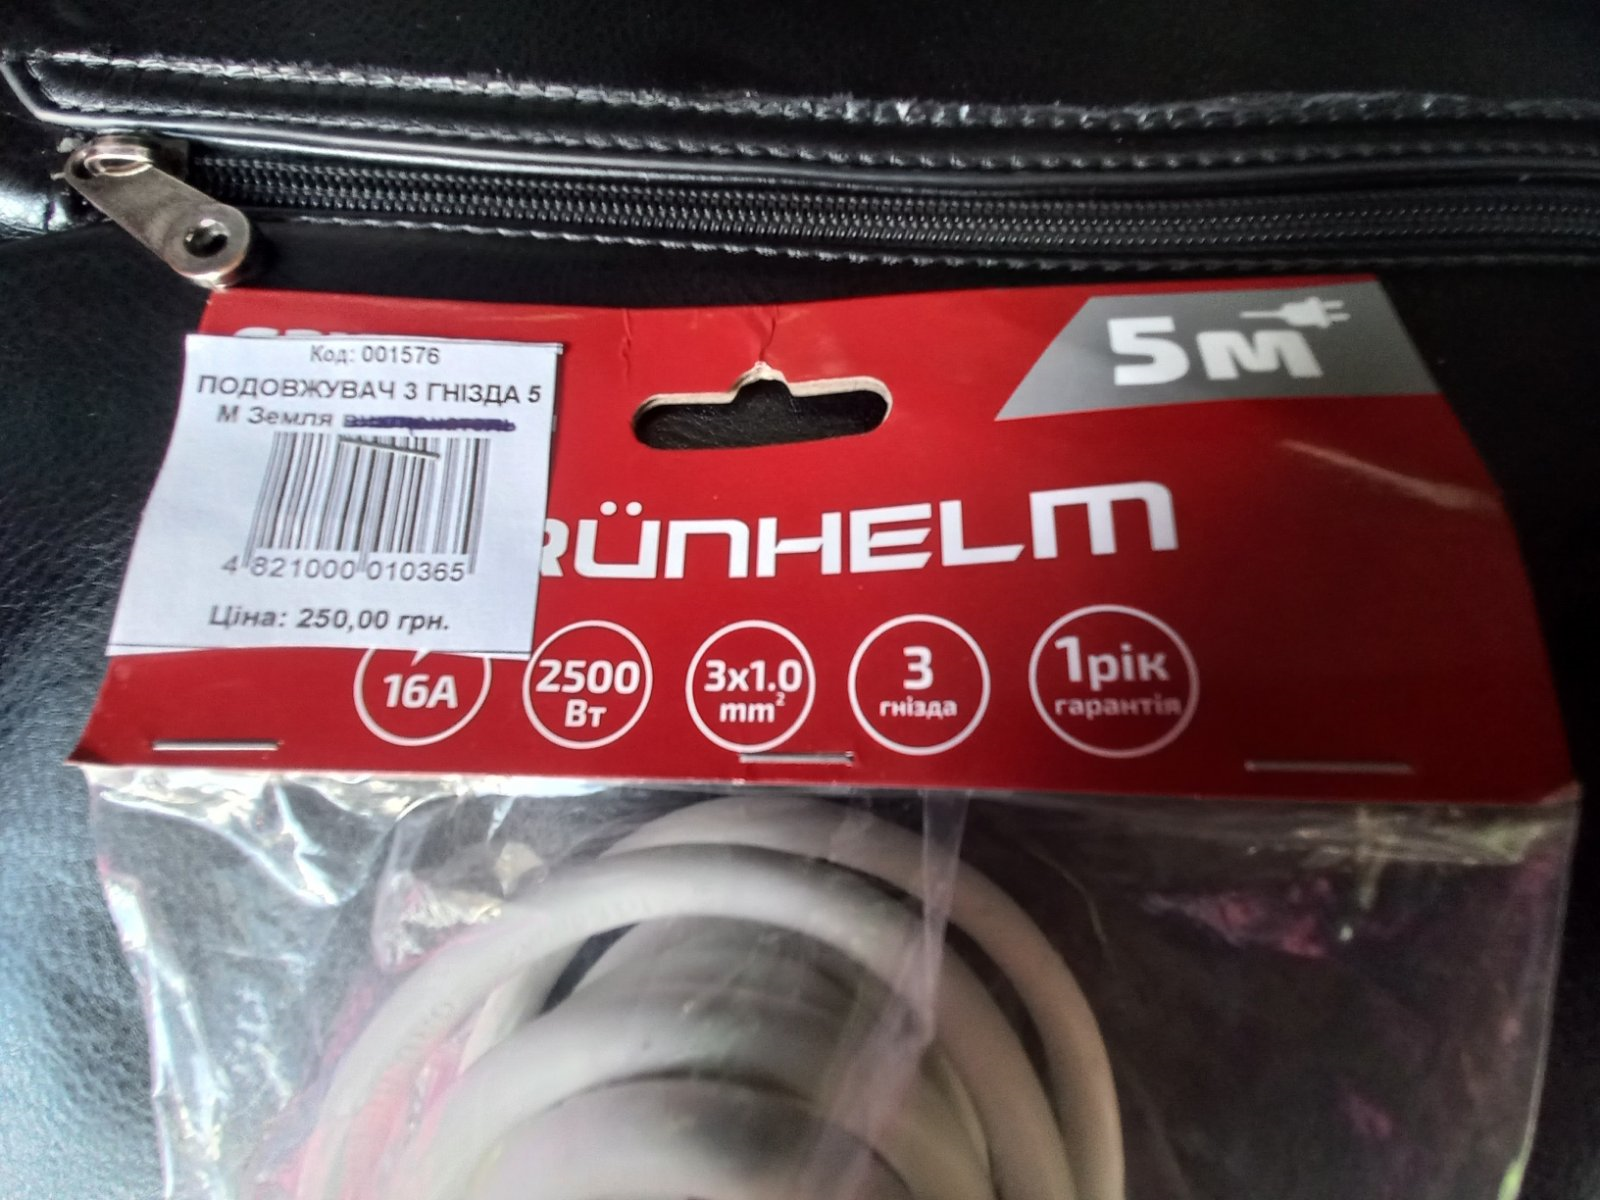 Код: 001576
ПОДОВЖУВАЧ 3 ГНІЗДА 5
М Земля
4 821000 010365
Ціна: 250,00 грн.
5м
RÜNHELM
16А
2500
Вт
3x1.0
mm²
3
гнізда
1рік
гарантія